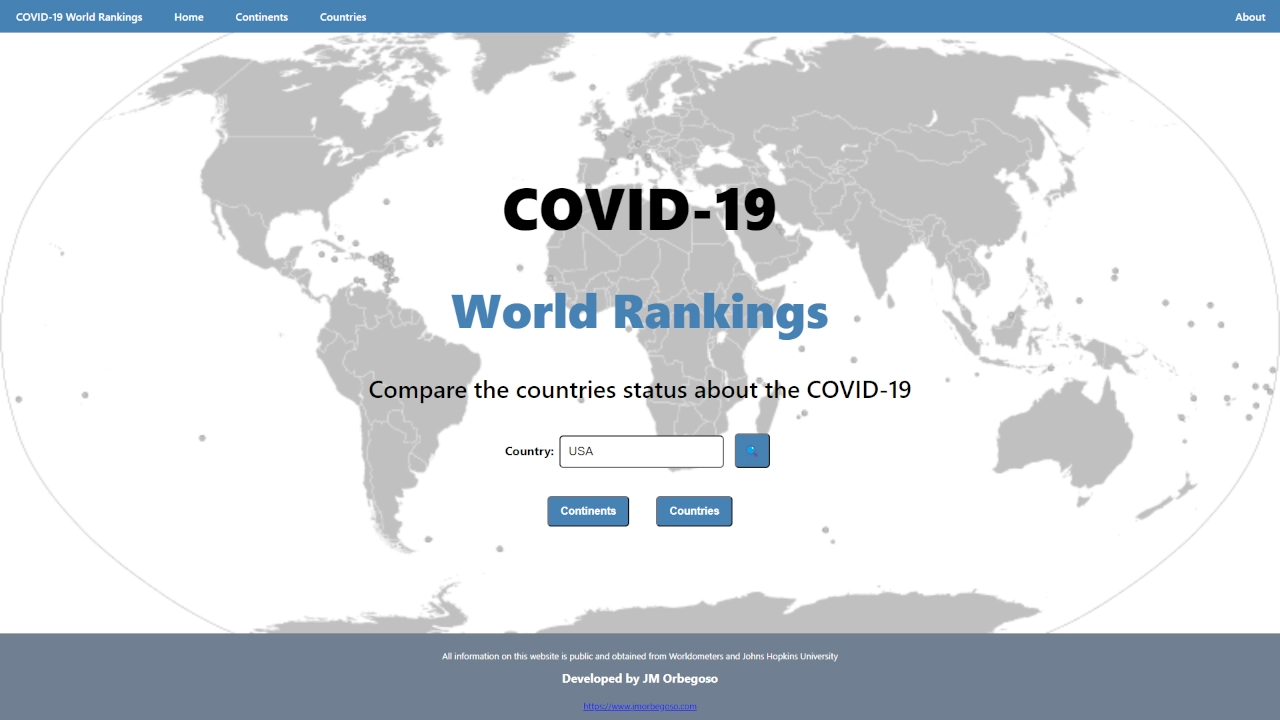 COVID-19 World Rankings Home Continents Countries About
COVID-19
World Rankings
Compare the countries status about the COVID-19
Country: USA
Continents Countries
All information on this website is public and obtained from Worldometers and Johns Hopkins University
Developed by JM Orbegoso
https://www.jmorbegoso.com